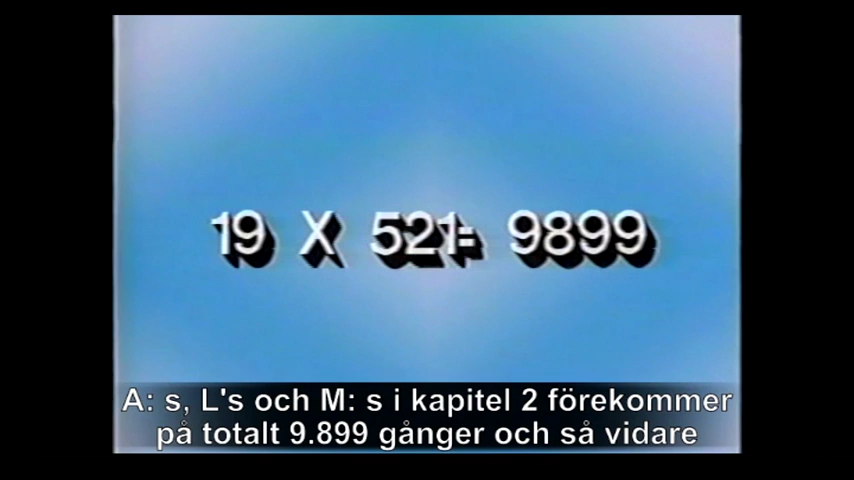 19 X 521= 9899
A: s, L's och M: s i kapitel 2 förekommer
på totalt 9.899 gånger och så vidare